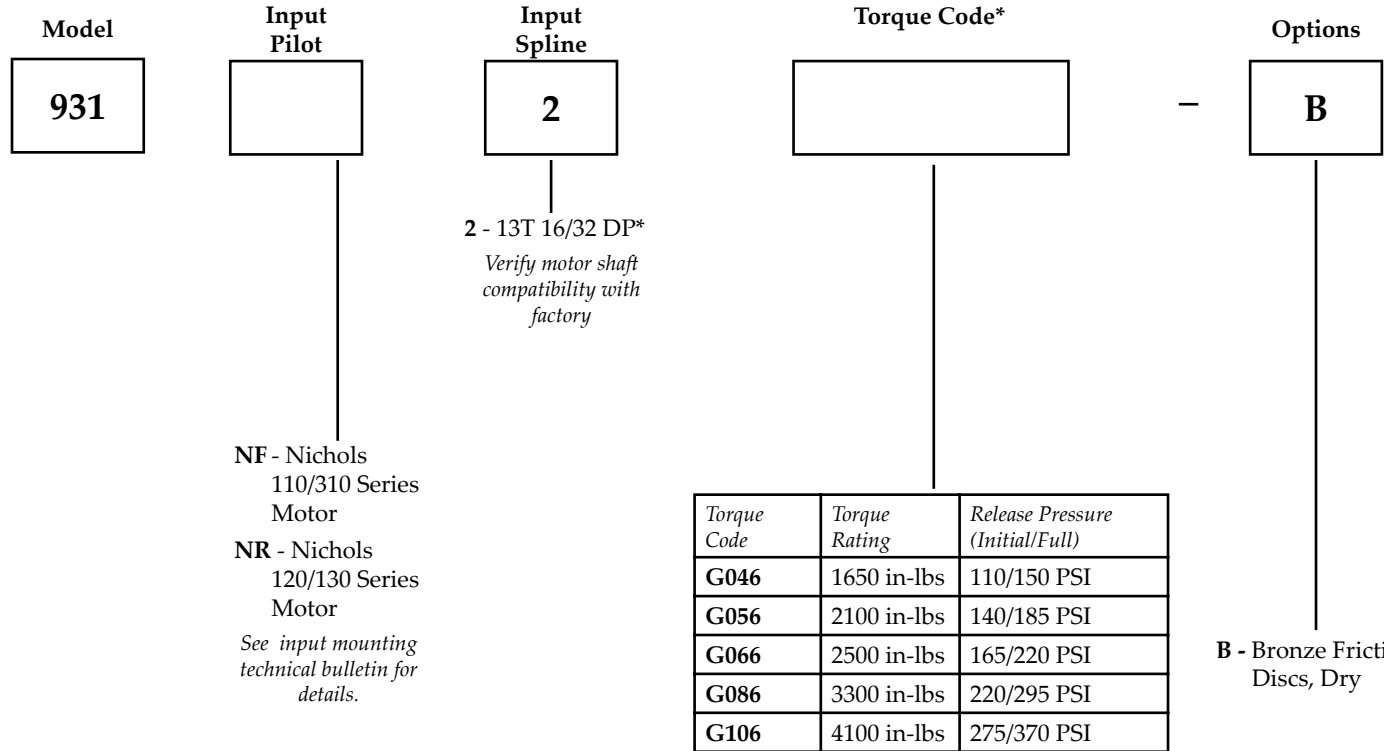 Model
Input
Pilot
Input
Spline
Torque Code*
Options
931
2
–
B
2 - 13T 16/32 DP*
Verify motor shaft
compatibility with
factory
NF - Nichols
110/310 Series
Motor
NR - Nichols
120/130 Series
Motor
See input mounting
technical bulletin for
details.
Torque
Code
Torque
Rating
Release Pressure
(Initial/Full)
G046 1650 in-lbs 110/150 PSI
G056 2100 in-lbs 140/185 PSI
G066 2500 in-lbs 165/220 PSI
G086 3300 in-lbs 220/295 PSI
G106 4100 in-lbs 275/370 PSI
B - Bronze
Discs, Dry